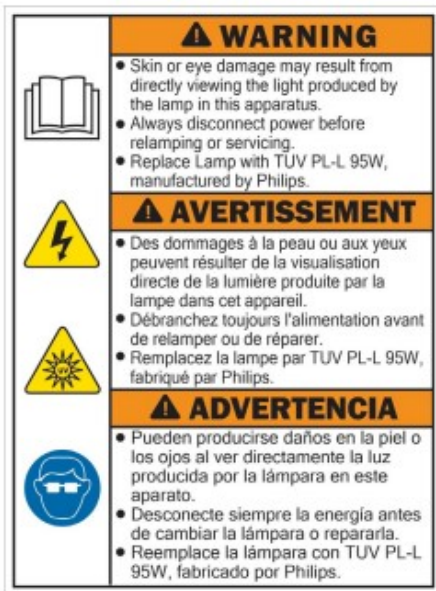 WARNING
• Skin or eye damage may result from
directly viewing the light produced by
the lamp in this apparatus.
• Always disconnect power before
relamping or servicing.
• Replace Lamp with TUV PL-L 95W,
manufactured by Philips.
AVERTISSEMENT
• Des dommages à la peau ou aux yeux
peuvent résulter de la visualisation
directe de la lumière produite par la
lampe dans cet appareil.
• Débranchez toujours l'alimentation avant
de relamper ou de réparer.
• Remplacez la lampe par TUV PL-L 95W,
fabriqué par Philips.
ADVERTENCIA
• Pueden producirse daños en la piel o
los ojos al ver directamente la luz
producida por la lámpara en este
aparato.
• Desconecte siempre la energía antes
de cambiar la lámpara o repararla.
• Reemplace la lámpara con TUV PL-L
95W, fabricado por Philips.
UV